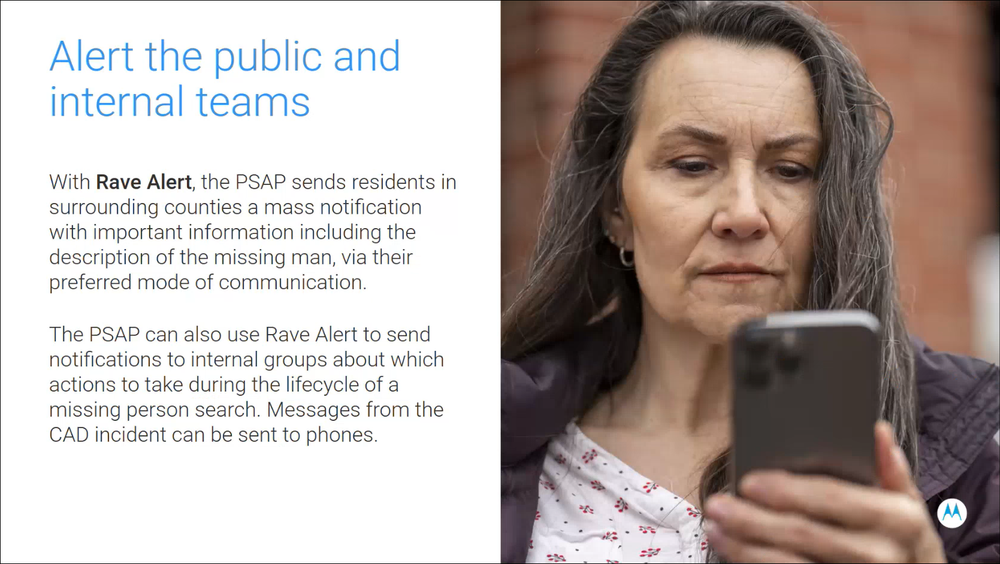 Alert the public and
internal teams
With Rave Alert, the PSAP sends residents in
surrounding counties a mass notification
with important information including the
description of the missing man, via their
preferred mode of communication.
The PSAP can also use Rave Alert to send
notifications to internal groups about which
actions to take during the lifecycle of a
missing person search. Messages from the
CAD incident can be sent to phones.